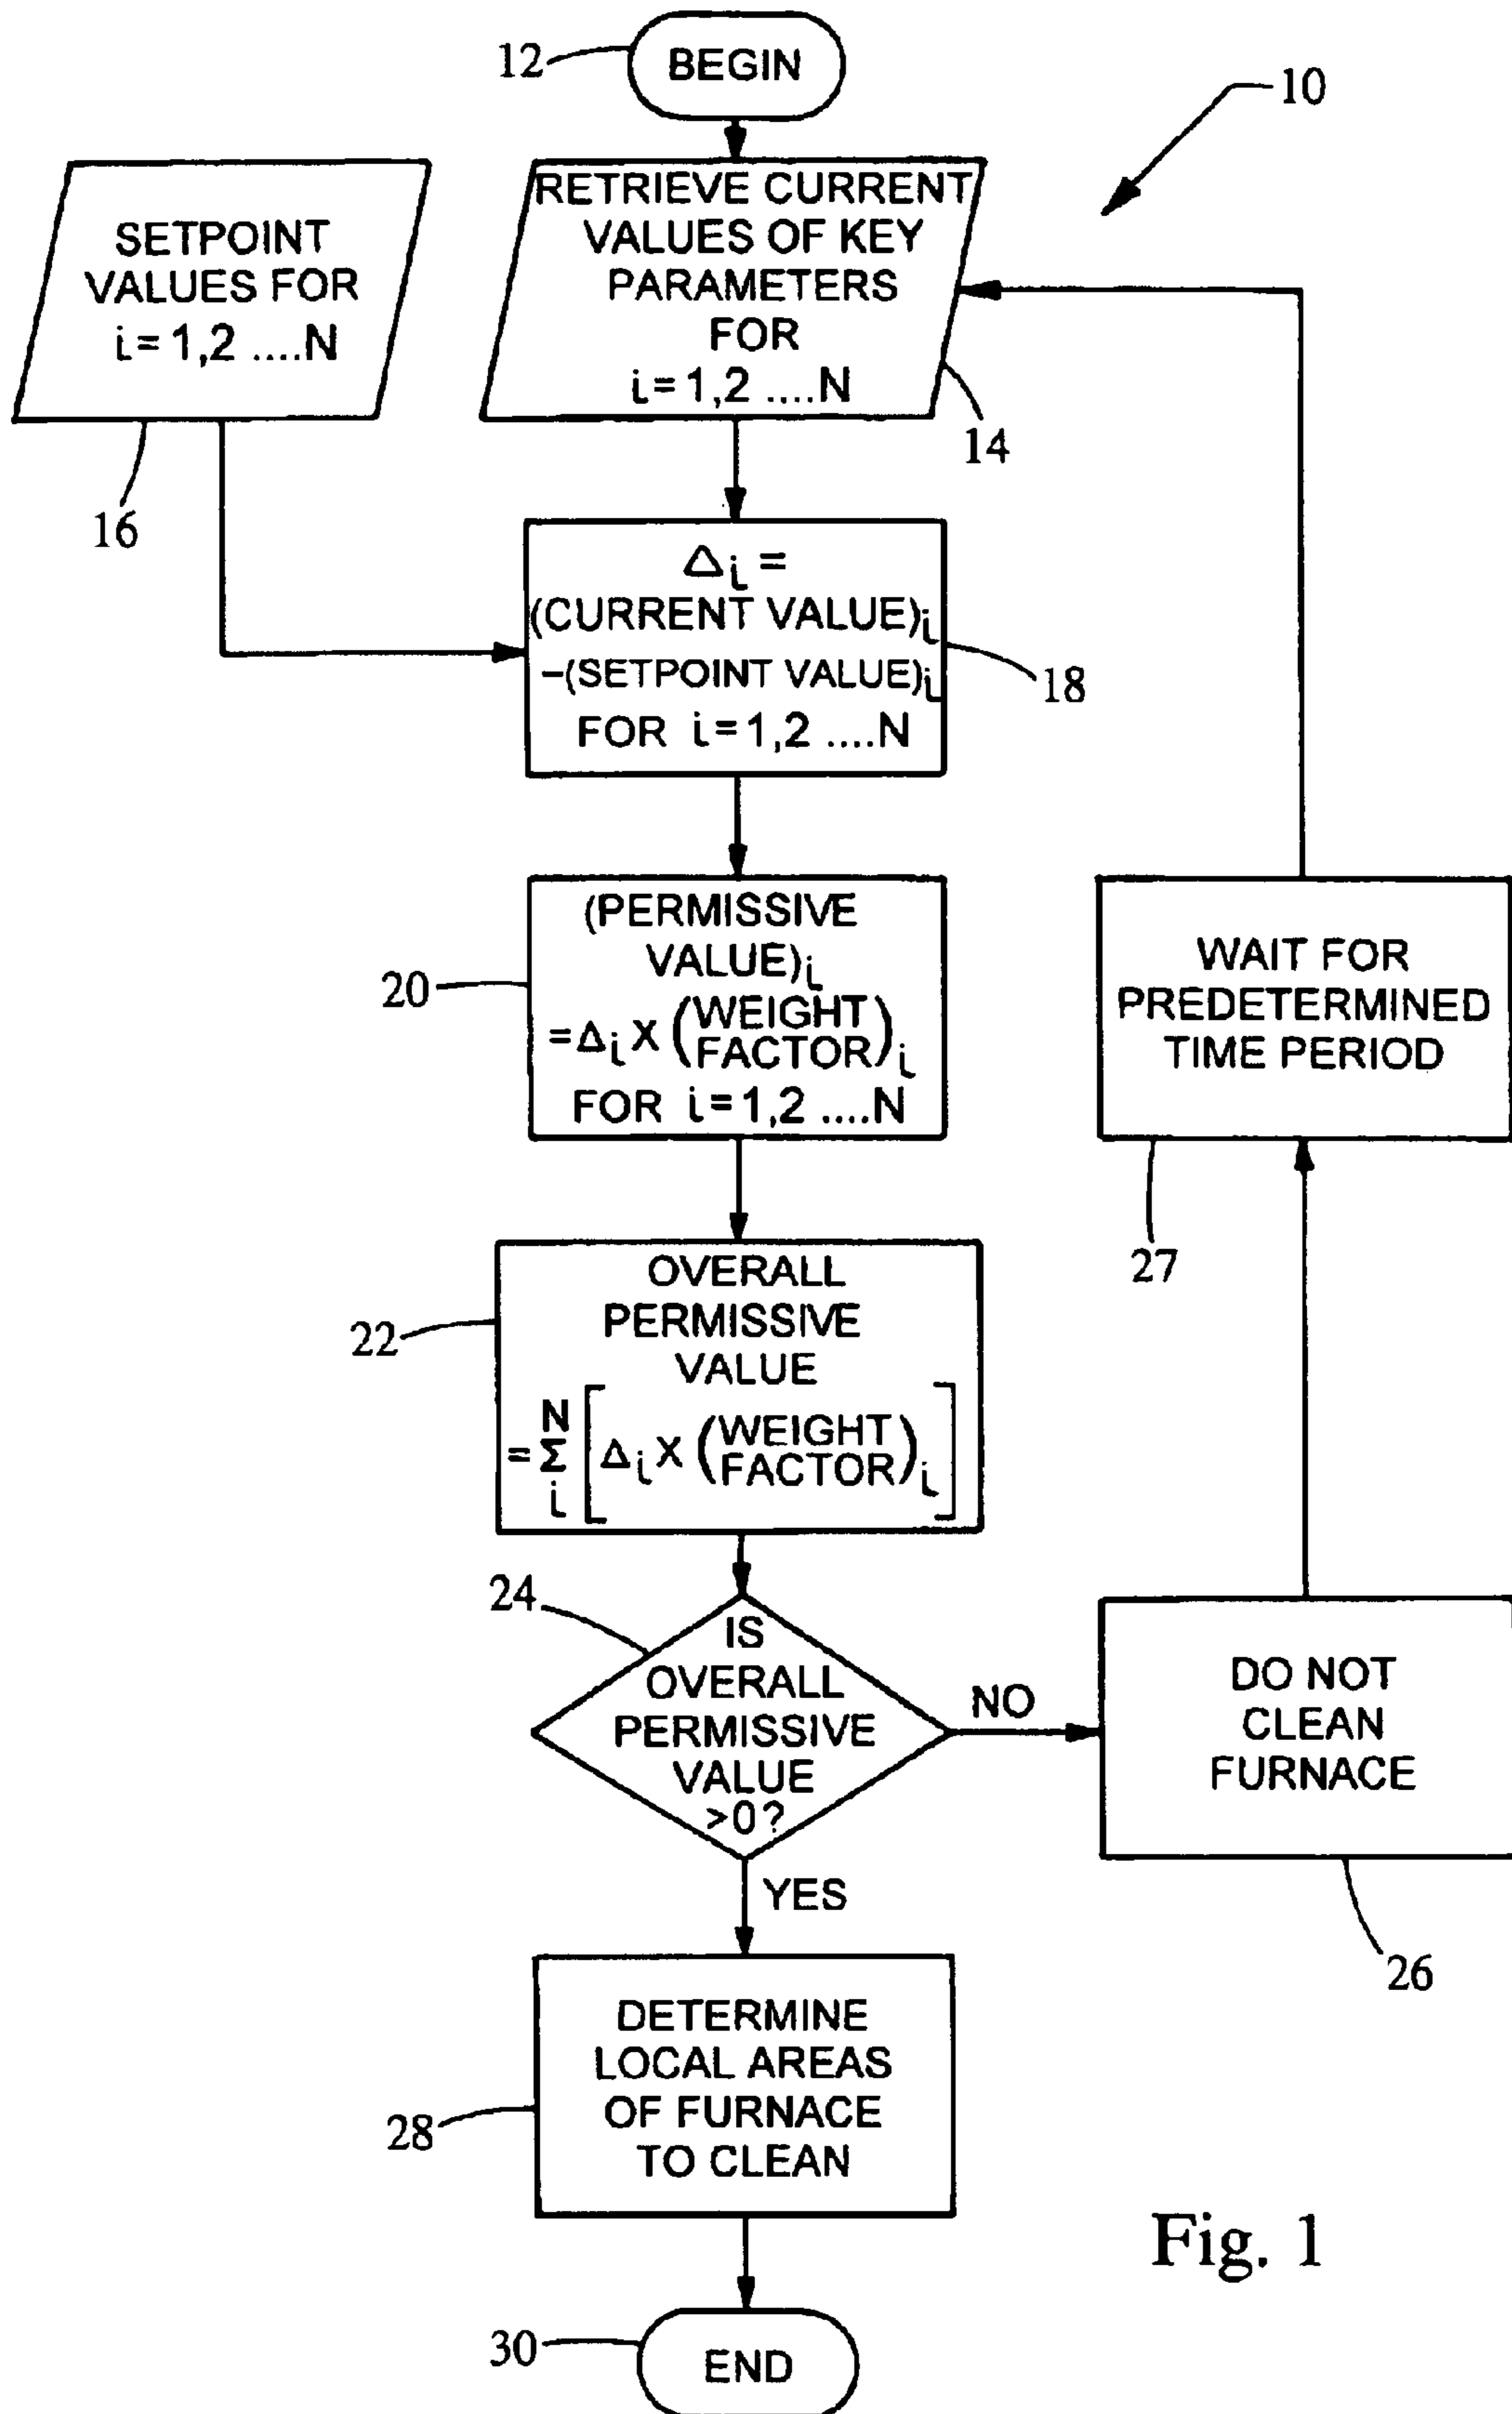 12
BEGIN
10
SETPOINT
VALUES FOR
i=1,2 ....N
16
RETRIEVE CURRENT
VALUES OF KEY
PARAMETERS
FOR
i=1,2 ....N
14
Δi =
(CURRENT VALUE)i
-(SETPOINT VALUE)i
FOR i=1,2 ....N
18
(PERMISSIVE
VALUE)i
=Δi X (WEIGHT
FACTOR)i
FOR i=1,2 ....N
20
WAIT FOR
PREDETERMINED
TIME PERIOD
27
OVERALL
PERMISSIVE
VALUE
N
=Σ [Δi X (WEIGHT
FACTOR)i]
i
22
24
IS
OVERALL
PERMISSIVE
VALUE
>0?
NO
DO NOT
CLEAN
FURNACE
26
YES
DETERMINE
LOCAL AREAS
OF FURNACE
TO CLEAN
28
30
END
Fig. 1